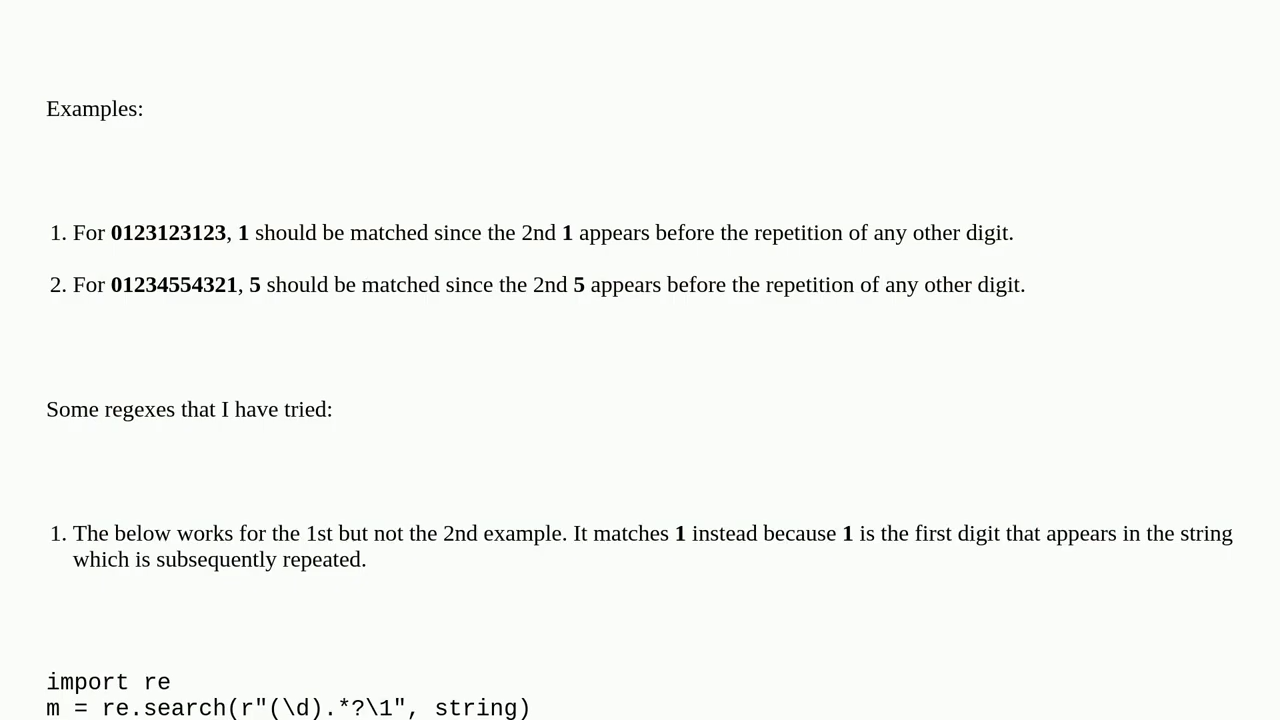 Examples:
1. For 0123123123, 1 should be matched since the 2nd 1 appears before the repetition of any other digit.
2. For 01234554321, 5 should be matched since the 2nd 5 appears before the repetition of any other digit.
Some regexes that I have tried:
1. The below works for the 1st but not the 2nd example. It matches 1 instead because 1 is the first digit that appears in the string
which is subsequently repeated.
import re
m = re.search(r"(\d).*?\1", string)